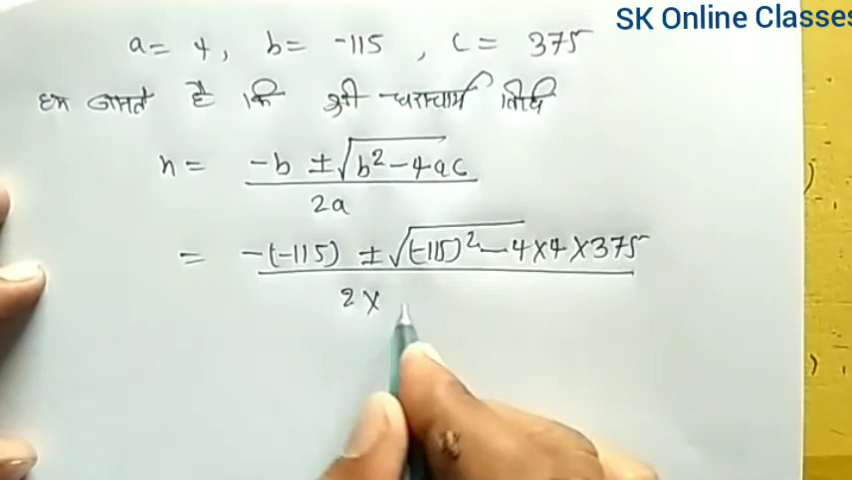 SK Online Classes
a = 4, b = -115, c = 375
हम जानते है कि श्री धराचार्य विधि
n = -b ± √b² - 4ac
2a
= -(-115) ± √(-115)² - 4×4×375
2×
)
),